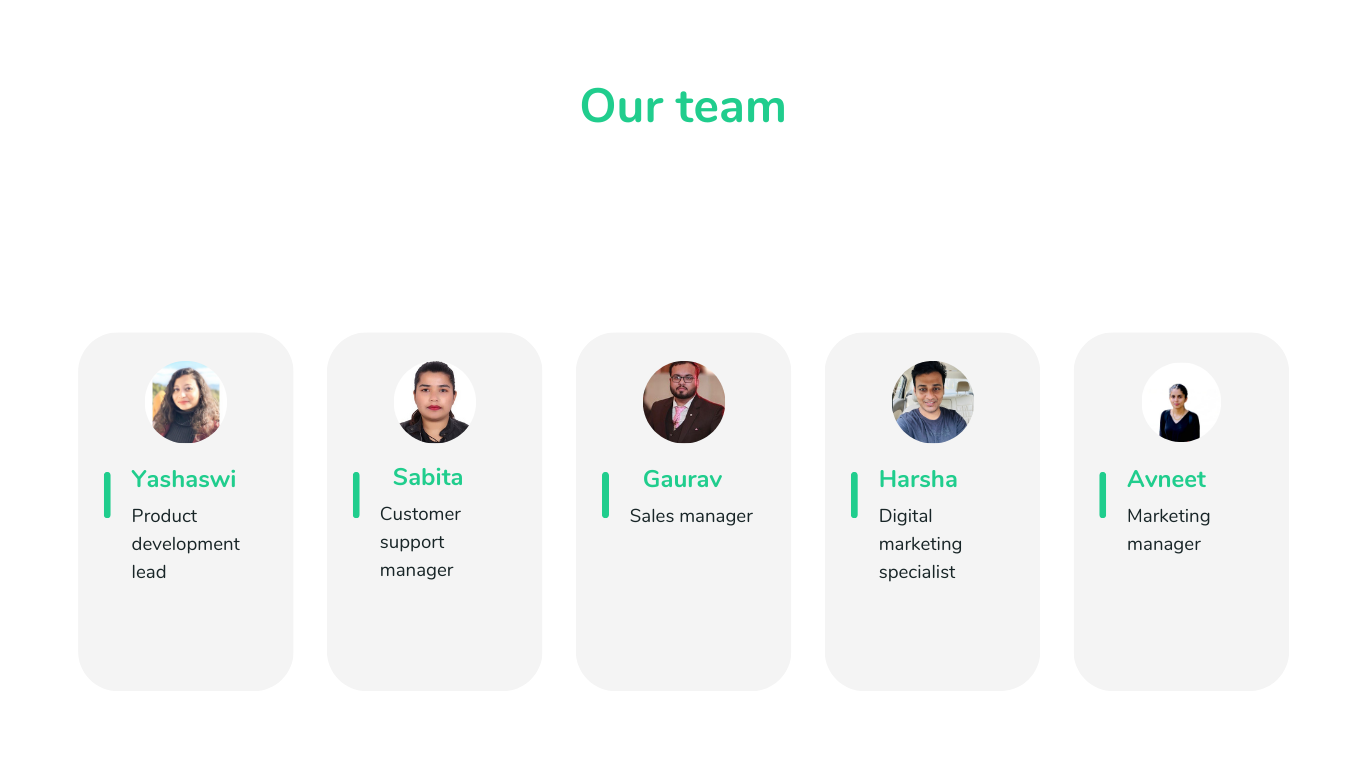 Our team
Yashaswi
Product
development
lead
Sabita
Customer
support
manager
Gaurav
Sales manager
Harsha
Digital
marketing
specialist
Avneet
Marketing
manager